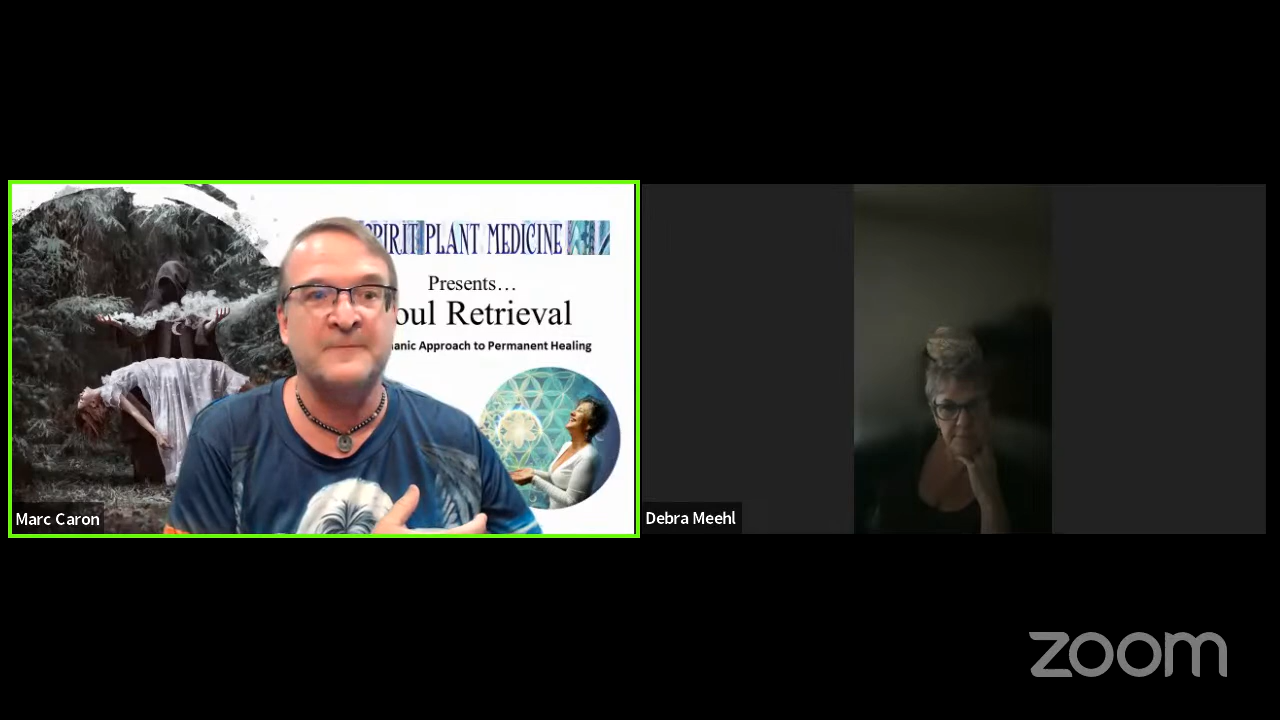 SPIRIT PLANT MEDICINE
Presents…
oul Retrieval
anic Approach to Permanent Healing
Marc Caron
Debra Meehl
zoom